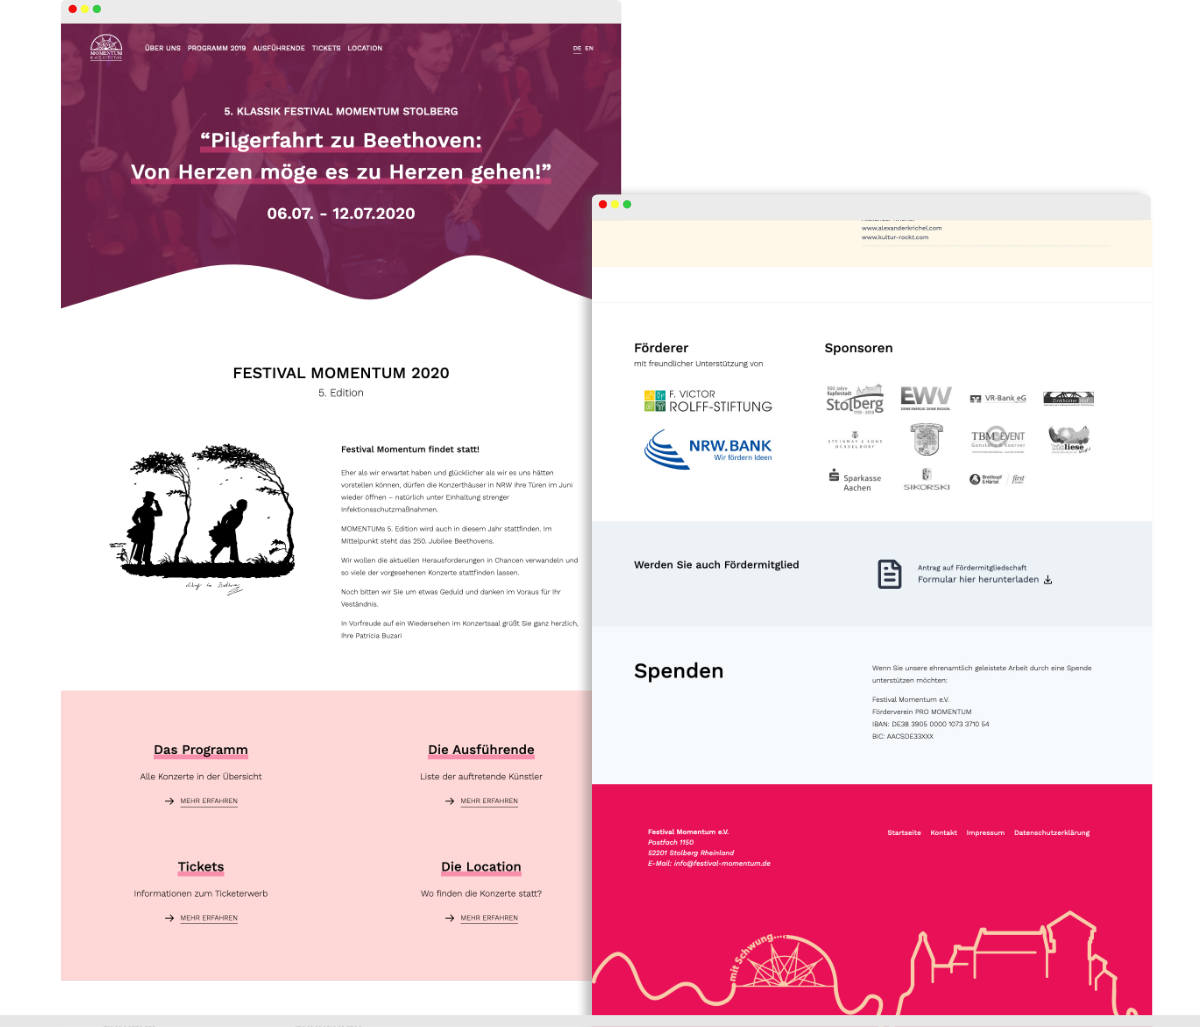 MOMENTUM
ÜBER UNS PROGRAMM 2019 AUSFÜHRENDE TICKETS LOCATION
DE EN
5. KLASSIK FESTIVAL MOMENTUM STOLBERG
“Pilgerfahrt zu Beethoven:
Von Herzen möge es zu Herzen gehen!”
06.07. - 12.07.2020
FESTIVAL MOMENTUM 2020
5. Edition
Festival Momentum findet statt!
Eher als wir erwartet haben und glücklicher als wir es uns hätten
vorstellen können, dürfen die Konzerthäuser in NRW ihre Türen im Juni
wieder öffnen – natürlich unter Einhaltung strenger
Infektionsschutzmaßnahmen.
MOMENTUMs 5. Edition wird auch in diesem Jahr stattfinden. Im
Mittelpunkt steht das 250. Jubilee Beethovens.
Wir wollen die aktuellen Herausforderungen in Chancen verwandeln und
so viele der vorgesehenen Konzerte stattfinden lassen.
Noch bitten wir Sie um etwas Geduld und danken im Voraus für Ihr
Veständnis.
In Vorfreude auf ein Wiedersehen im Konzertsaal grüßt Sie ganz herzlich,
Ihre Patricia Buzari
Das Programm
Alle Konzerte in der Übersicht
MEHR ERFAHREN
Die Ausführende
Liste der auftretende Künstler
MEHR ERFAHREN
Tickets
Informationen zum Ticketerwerb
MEHR ERFAHREN
Die Location
Wo finden die Konzerte statt?
MEHR ERFAHREN
www.alexanderkrichel.com
www.kultur-rockt.com
Förderer
mit freundlicher Unterstützung von
F. VICTOR
ROLFF-STIFTUNG
NRW.BANK
Wir fördern Ideen
Sponsoren
900 Jahre
Kupferstadt
Stolberg
EWV
VR-Bank eG
STEINWAY & SONS
DÜSSELDORF
TBM EVENT
liese
Sparkasse
Aachen
SIKORSKI
Breitkopf
& Härtel
first
Werden Sie auch Fördermitglied
Antrag auf Fördermitgliedschaft
Formular hier herunterladen
Spenden
Wenn Sie unsere ehrenamtlich geleistete Arbeit durch eine Spende
unterstützen möchten:
Festival Momentum e.V.
Förderverein PRO MOMENTUM
IBAN: DE38 3905 0000 1073 3710 54
BIC: AACSDE33XXX
Festival Momentum e.V.
Postfach 1150
52201 Stolberg Rheinland
E-Mail: info@festival-momentum.de
Startseite Kontakt Impressum Datenschutzerklärung
mit Schwung....